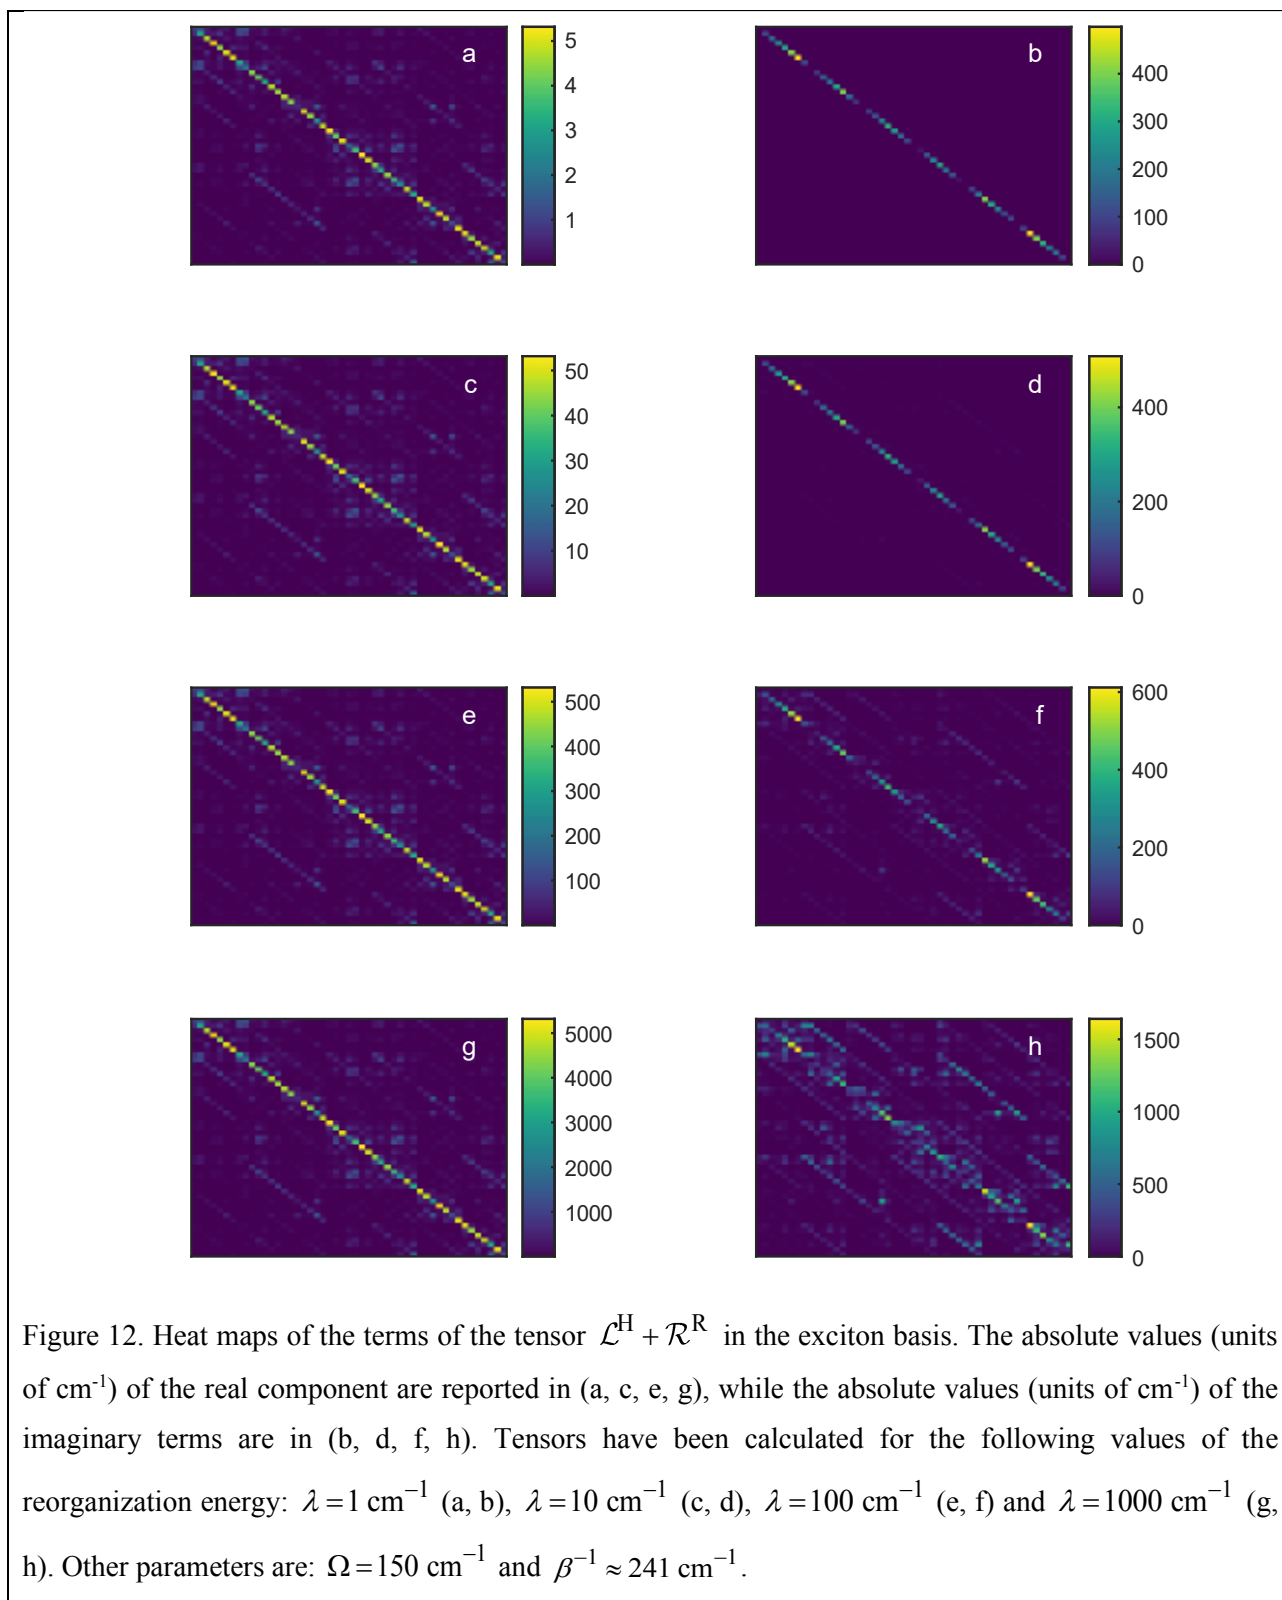 a
5
4
3
2
1
b
400
300
200
100
0
c
50
40
30
20
10
d
400
200
0
e
500
400
300
200
100
f
600
400
200
0
g
5000
4000
3000
2000
1000
h
1500
1000
500
0
Figure 12. Heat maps of the terms of the tensor ℒᴴ + ℛᴿ in the exciton basis. The absolute values (units
of cm⁻¹) of the real component are reported in (a, c, e, g), while the absolute values (units of cm⁻¹) of the
imaginary terms are in (b, d, f, h). Tensors have been calculated for the following values of the
reorganization energy: λ = 1 cm⁻¹ (a, b), λ = 10 cm⁻¹ (c, d), λ = 100 cm⁻¹ (e, f) and λ = 1000 cm⁻¹ (g,
h). Other parameters are: Ω = 150 cm⁻¹ and β⁻¹ ≈ 241 cm⁻¹.